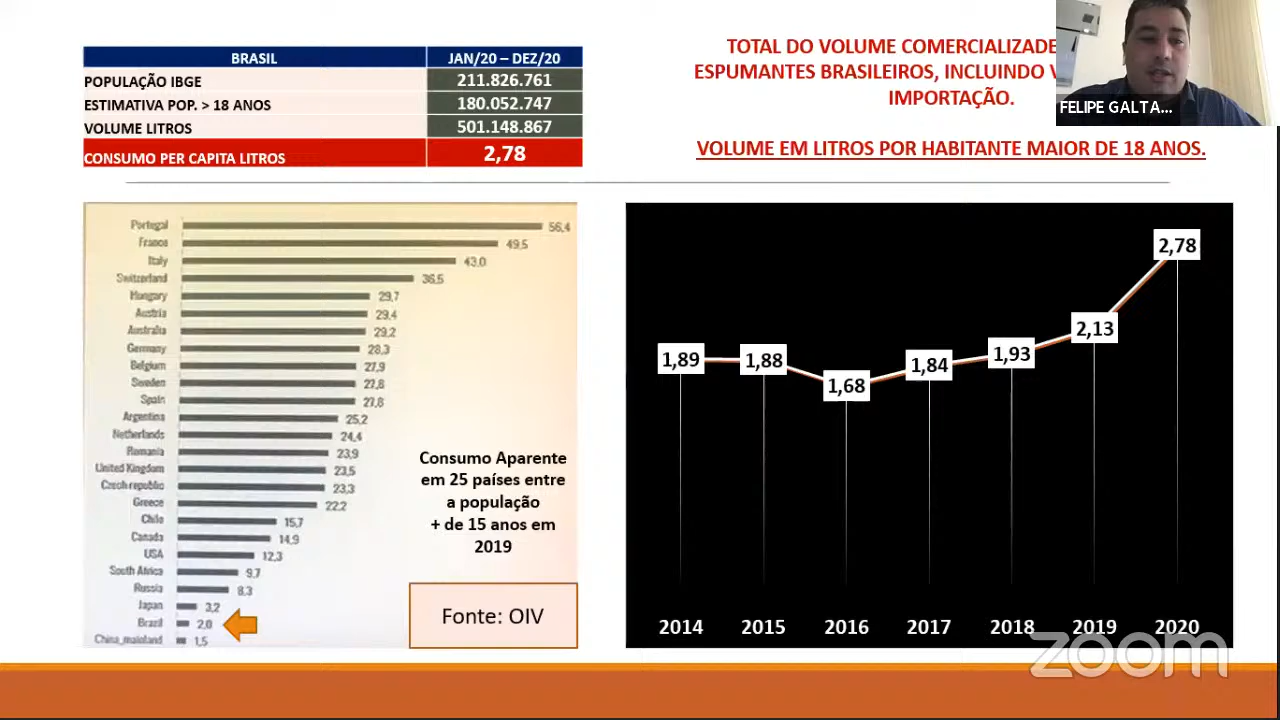 BRASIL JAN/20 – DEZ/20
POPULAÇÃO IBGE 211.826.761
ESTIMATIVA POP. > 18 ANOS 180.052.747
VOLUME LITROS 501.148.867
CONSUMO PER CAPITA LITROS 2,78
TOTAL DO VOLUME COMERCIALIZADE
ESPUMANTES BRASILEIROS, INCLUINDO
IMPORTAÇÃO.
VOLUME EM LITROS POR HABITANTE MAIOR DE 18 ANOS.
FELIPE GALTA...
Portugal 56,4
France 49,5
Italy 43,0
Switzerland 36,5
Hungary 29,7
Austria 29,4
Australia 29,2
Germany 28,3
Belgium 27,9
Sweden 27,8
Spain 27,8
Argentina 25,2
Netherlands 24,4
Romania 23,9
United Kingdom 23,5
Czech republic 23,3
Greece 22,2
Chile 15,7
Canada 14,9
USA 12,3
South Africa 9,7
Russia 8,3
Japan 3,2
Brazil 2,0
China_mainland 1,5
Consumo Aparente
em 25 países entre
a população
+ de 15 anos em
2019
Fonte: OIV
1,89 1,88 1,68 1,84 1,93 2,13 2,78
2014 2015 2016 2017 2018 2019 2020
zoom